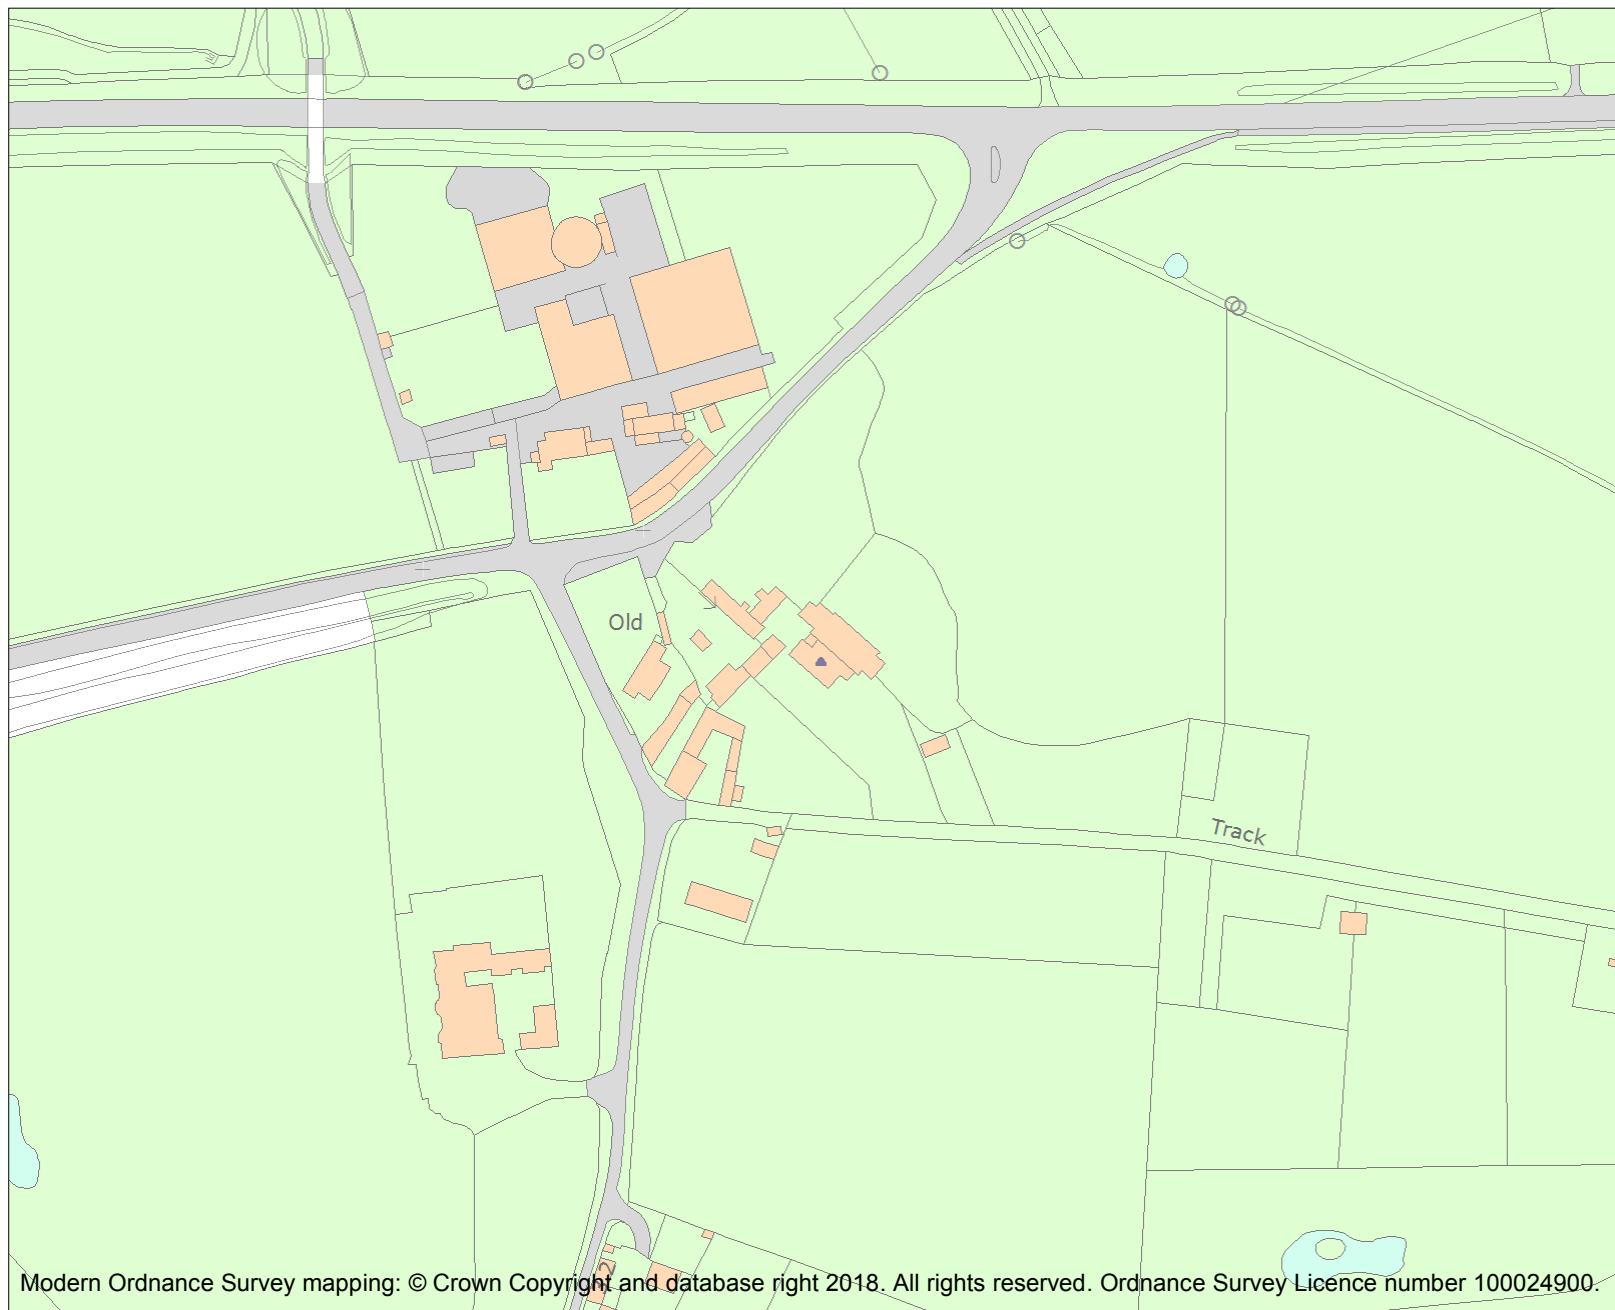 Old
Track
Modern Ordnance Survey mapping: © Crown Copyright and database right 2018. All rights reserved. Ordnance Survey Licence number 100024900.